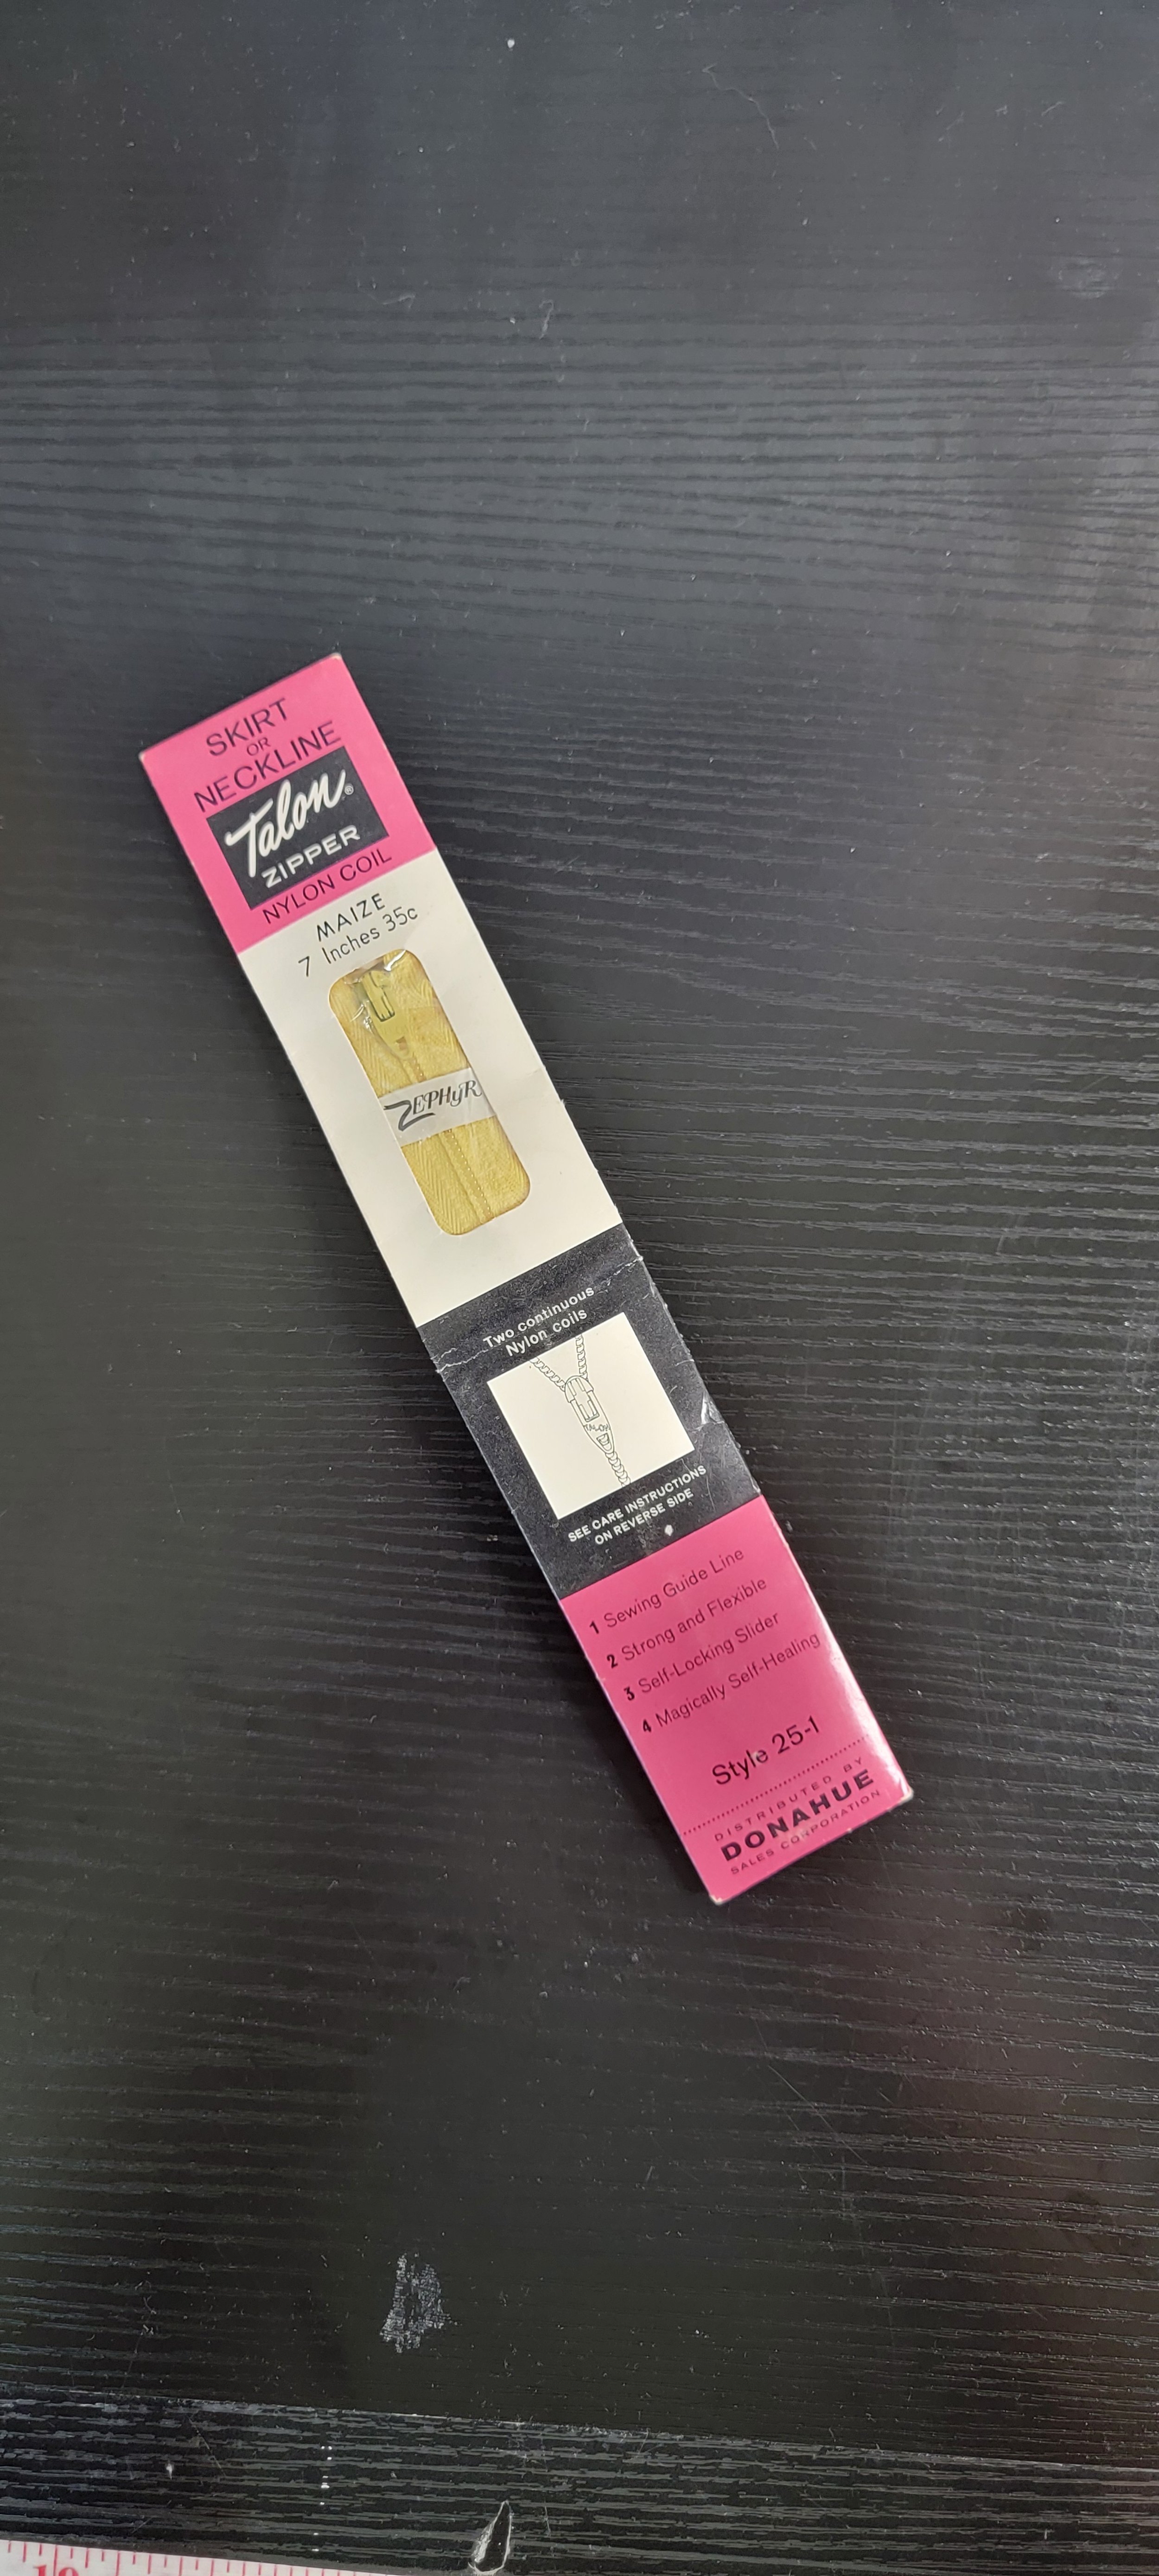 SKIRT
OR
NECKLINE
Talon®
ZIPPER
NYLON COIL
MAIZE
7 Inches 35c
ZEPHyR
Two continuous
Nylon coils
TALON
SEE CARE INSTRUCTIONS
ON REVERSE SIDE
1 Sewing Guide Line
2 Strong and Flexible
3 Self-Locking Slider
4 Magically Self-Healing
Style 25-1
DISTRIBUTED BY
DONAHUE
SALES CORPORATION